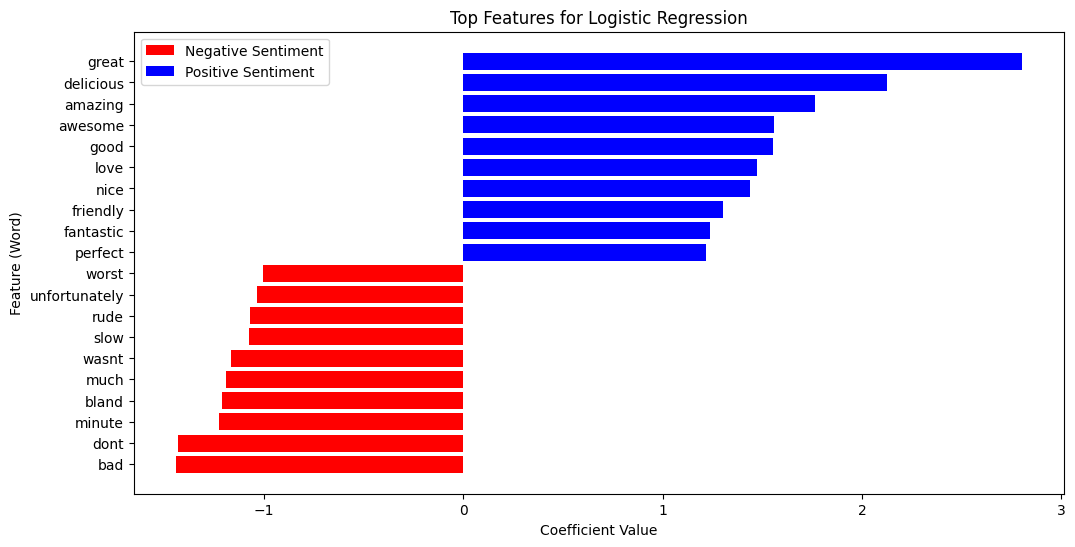 Top Features for Logistic Regression
Negative Sentiment
Positive Sentiment
Feature (Word)
great
delicious
amazing
awesome
good
love
nice
friendly
fantastic
perfect
worst
unfortunately
rude
slow
wasnt
much
bland
minute
dont
bad
−1 0 1 2 3
Coefficient Value